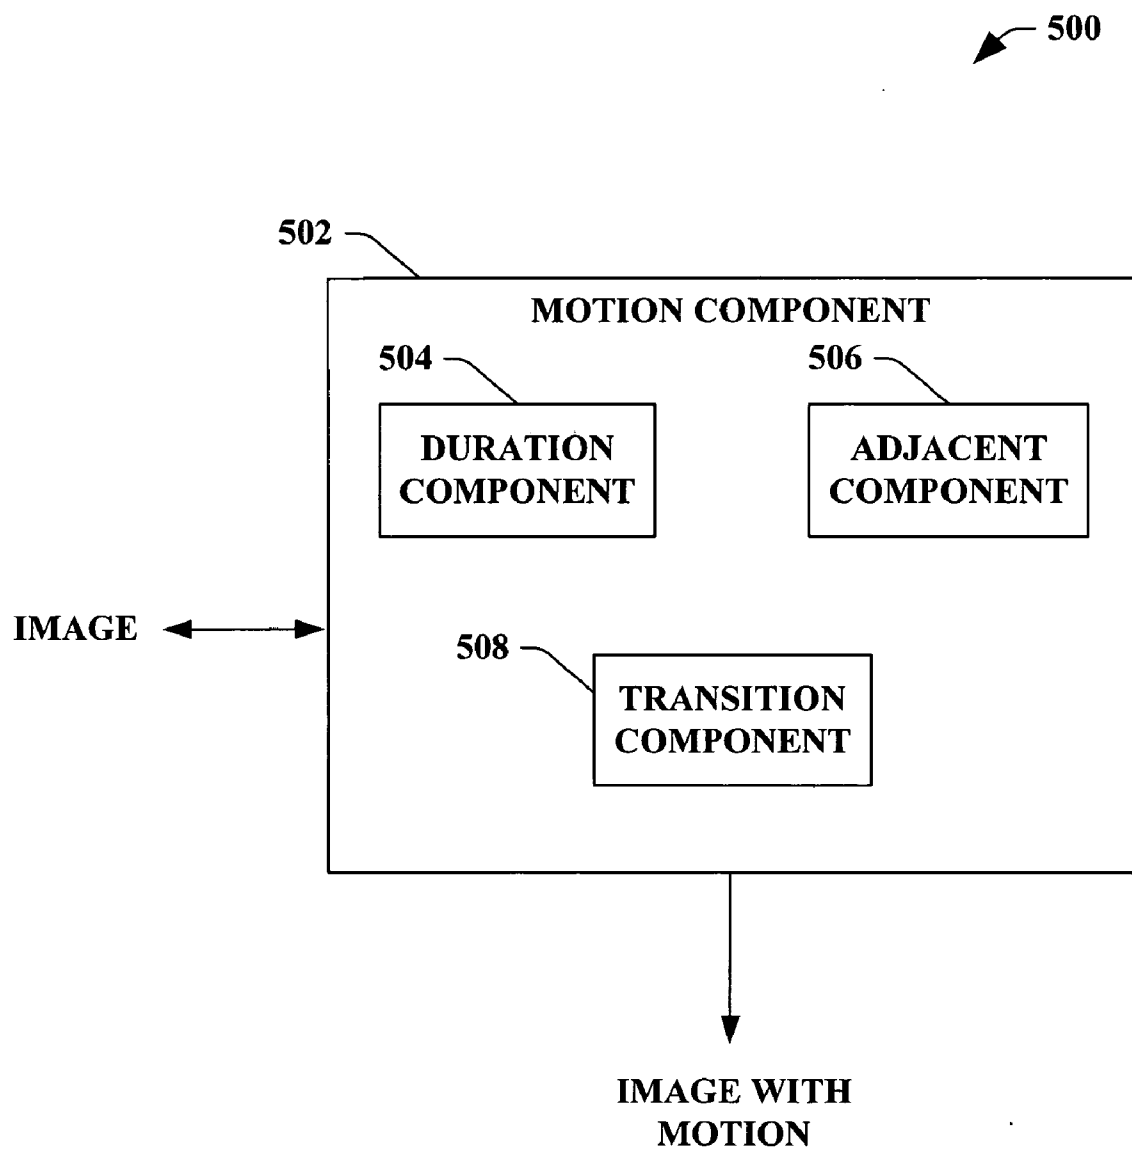 500
502
MOTION COMPONENT
504
506
DURATION
COMPONENT
ADJACENT
COMPONENT
IMAGE
508
TRANSITION
COMPONENT
IMAGE WITH
MOTION